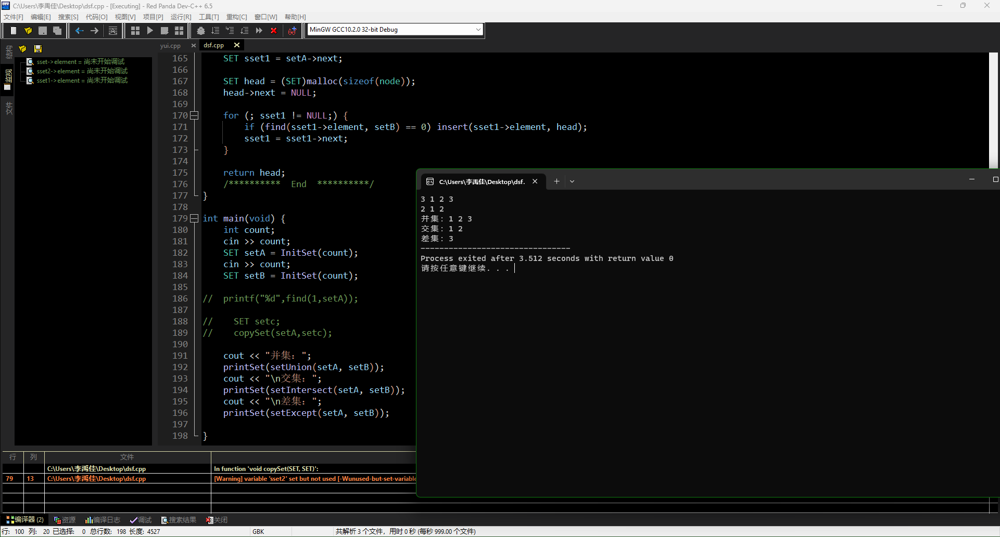 C:\Users\李禹佳\Desktop\dsf.cpp - [Executing] - Red Panda Dev-C++ 6.5
文件[F] 编辑[E] 搜索[S] 代码[O] 视图[V] 项目[P] 运行[R] 工具[T] 重构[C] 窗口[W] 帮助[H]
MinGW GCC10.2.0 32-bit Debug
结构
监视
文件
sset->element = 尚未开始调试
sset2->element = 尚未开始调试
sset1->element = 尚未开始调试
yui.cpp dsf.cpp
165 SET sset1 = setA->next;
166
167 SET head = (SET)malloc(sizeof(node));
168 head->next = NULL;
169
170 for (; sset1 != NULL;) {
171 if (find(sset1->element, setB) == 0) insert(sset1->element, head);
172 sset1 = sset1->next;
173 }
174
175 return head;
176 /********** End **********/
177 }
178
179 int main(void) {
180 int count;
181 cin >> count;
182 SET setA = InitSet(count);
183 cin >> count;
184 SET setB = InitSet(count);
185
186 // printf("%d",find(1,setA));
187
188 // SET setc;
189 // copySet(setA,setc);
190
191 cout << "并集: ";
192 printSet(setUnion(setA, setB));
193 cout << "\n交集: ";
194 printSet(setIntersect(setA, setB));
195 cout << "\n差集: ";
196 printSet(setExcept(setA, setB));
197
198 }
C:\Users\李禹佳\Desktop\dsf.
3 1 2 3
2 1 2
并集: 1 2 3
交集: 1 2
差集: 3
--------------------------------
Process exited after 3.512 seconds with return value 0
请按任意键继续. . .
行 列 文件
C:\Users\李禹佳\Desktop\dsf.cpp In function 'void copySet(SET, SET)':
79 13 C:\Users\李禹佳\Desktop\dsf.cpp [Warning] variable 'sset2' set but not used [-Wunused-but-set-variable
编译器 (2) 资源 编译日志 调试 搜索结果 关闭
行: 100 列: 20 已选择: 0 总行数: 198 长度: 4527 GBK 共解析 3 个文件，用时 0 秒 (每秒 999.00 个文件)